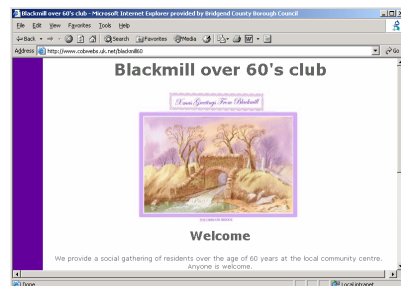 Blackmill over 60's club - Microsoft Internet Explorer provided by Bridgend County Borough Council
File Edit View Favorites Tools Help
Back Search Favorites Media
Address http://www.cobwebs.uk.net/blackmill60 Go
Blackmill over 60's club
Xmas Greetings From Blackmill
Welcome
We provide a social gathering of residents over the age of 60 years at the local community centre.
Anyone is welcome.
Done Local intranet